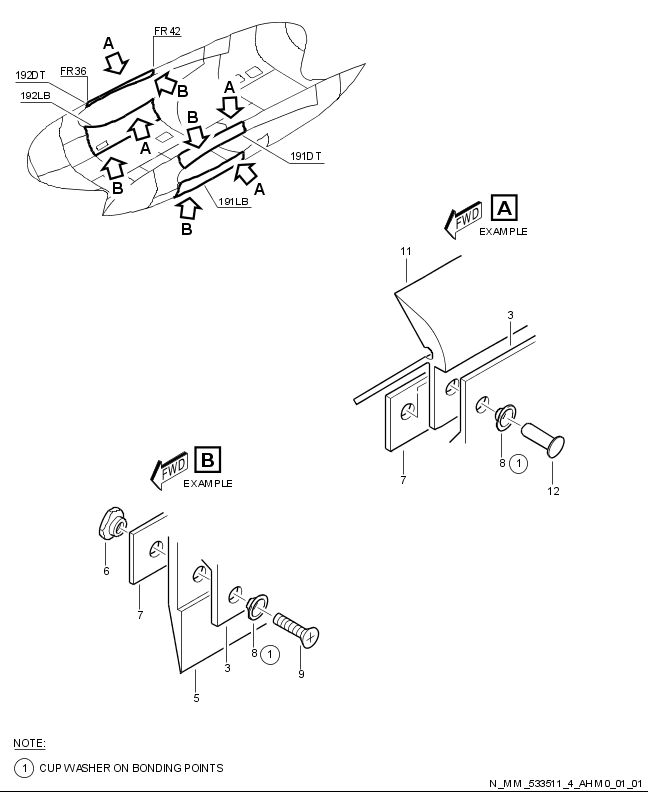 FR42
A
FR36
192DT
192LB
B
A
B
A
B
191DT
A
191LB
B
FWD
A
EXAMPLE
11
3
7
8
1
12
FWD
B
EXAMPLE
6
7
8
1
3
9
5
NOTE:
1 CUP WASHER ON BONDING POINTS
N_MM_533511_4_AHM0_01_01